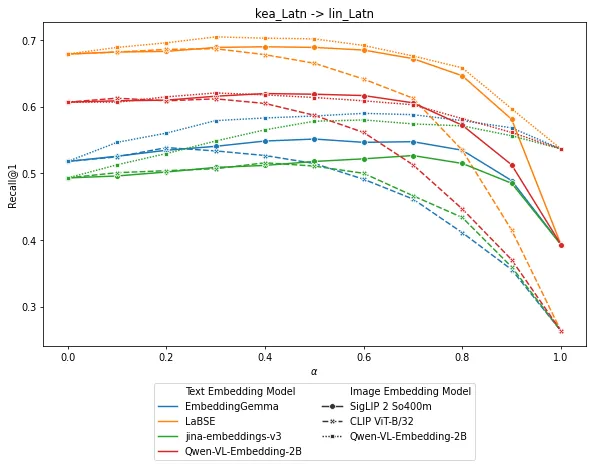 kea_Latn -> lin_Latn
Recall@1
0.7
0.6
0.5
0.4
0.3
0.0 0.2 0.4 0.6 0.8 1.0
α
Text Embedding Model Image Embedding Model
EmbeddingGemma SigLIP 2 So400m
LaBSE CLIP ViT-B/32
jina-embeddings-v3 Qwen-VL-Embedding-2B
Qwen-VL-Embedding-2B